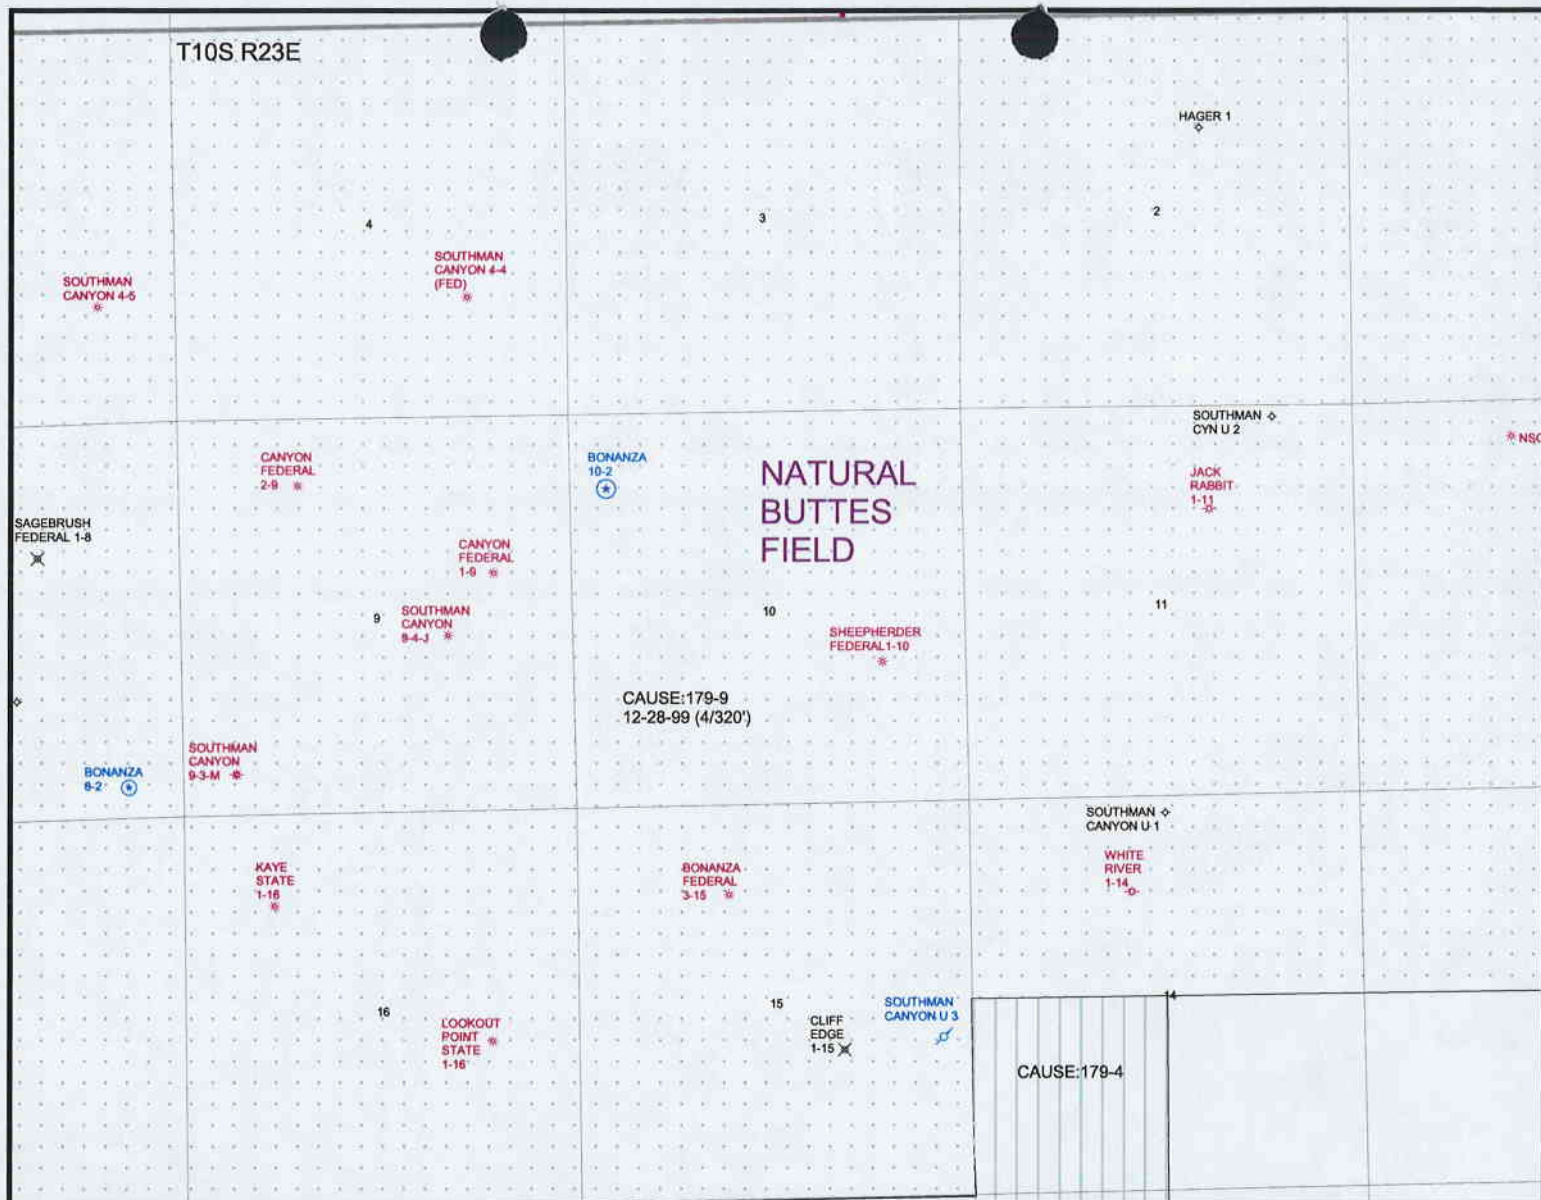 T10S R23E
HAGER 1
4
3
2
SOUTHMAN
CANYON 4-4
(FED)
SOUTHMAN
CANYON 4-5
SOUTHMAN
CYN U 2
NSC
CANYON
FEDERAL
2-9
BONANZA
10-2
NATURAL
BUTTES
FIELD
JACK
RABBIT
1-11
SAGEBRUSH
FEDERAL 1-8
CANYON
FEDERAL
1-9
9
SOUTHMAN
CANYON
9-4-J
10
11
SHEEPHERDER
FEDERAL1-10
CAUSE:179-9
12-28-99 (4/320')
SOUTHMAN
CANYON
9-3-M
BONANZA
8-2
SOUTHMAN
CANYON U 1
KAYE
STATE
1-16
BONANZA
FEDERAL
3-15
WHITE
RIVER
1-14
16
15
14
LOOKOUT
POINT
STATE
1-16
CLIFF
EDGE
1-15
SOUTHMAN
CANYON U 3
CAUSE:179-4